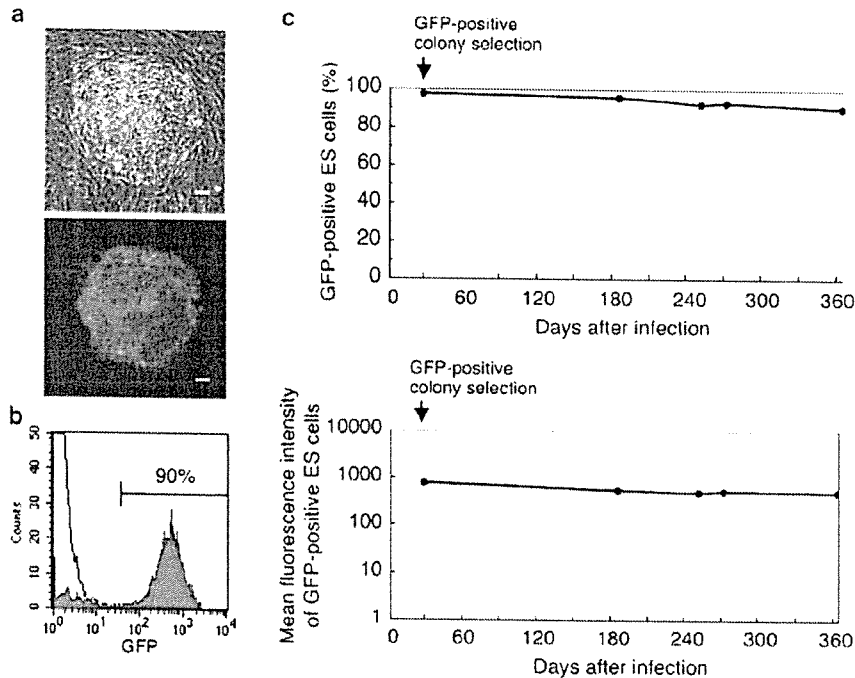 a
b
50
40
30
20
10
0
Counts
90%
10^0
10^1
10^2
10^3
10^4
GFP
c
GFP-positive
colony selection
GFP-positive ES cells (%)
100
80
60
40
20
0
0
60
120
180
240
300
360
Days after infection
GFP-positive
colony selection
Mean fluorescence intensity
of GFP-positive ES cells
10000
1000
100
10
1
0
60
120
180
240
300
360
Days after infection